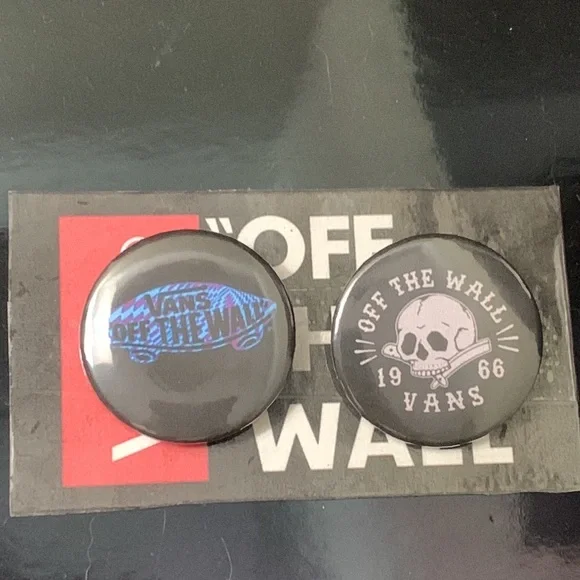 "OFF
H
WALL
VANS
"OFF THE WALL"
OFF THE WALL
19 66
VANS